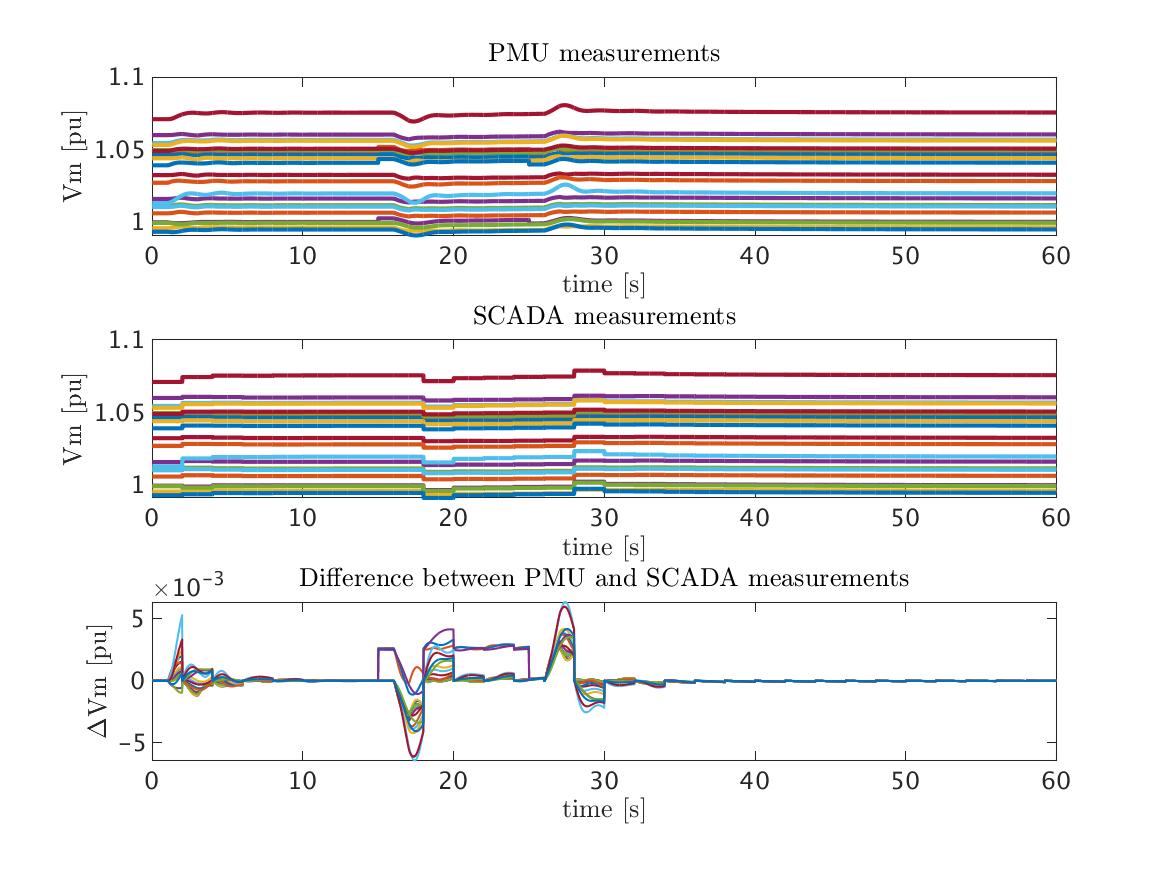 PMU measurements
1.1
1.05
1
Vm [pu]
0 10 20 30 40 50 60
time [s]
SCADA measurements
1.1
1.05
1
Vm [pu]
0 10 20 30 40 50 60
time [s]
×10⁻³ Difference between PMU and SCADA measurements
5
0
-5
ΔVm [pu]
0 10 20 30 40 50 60
time [s]